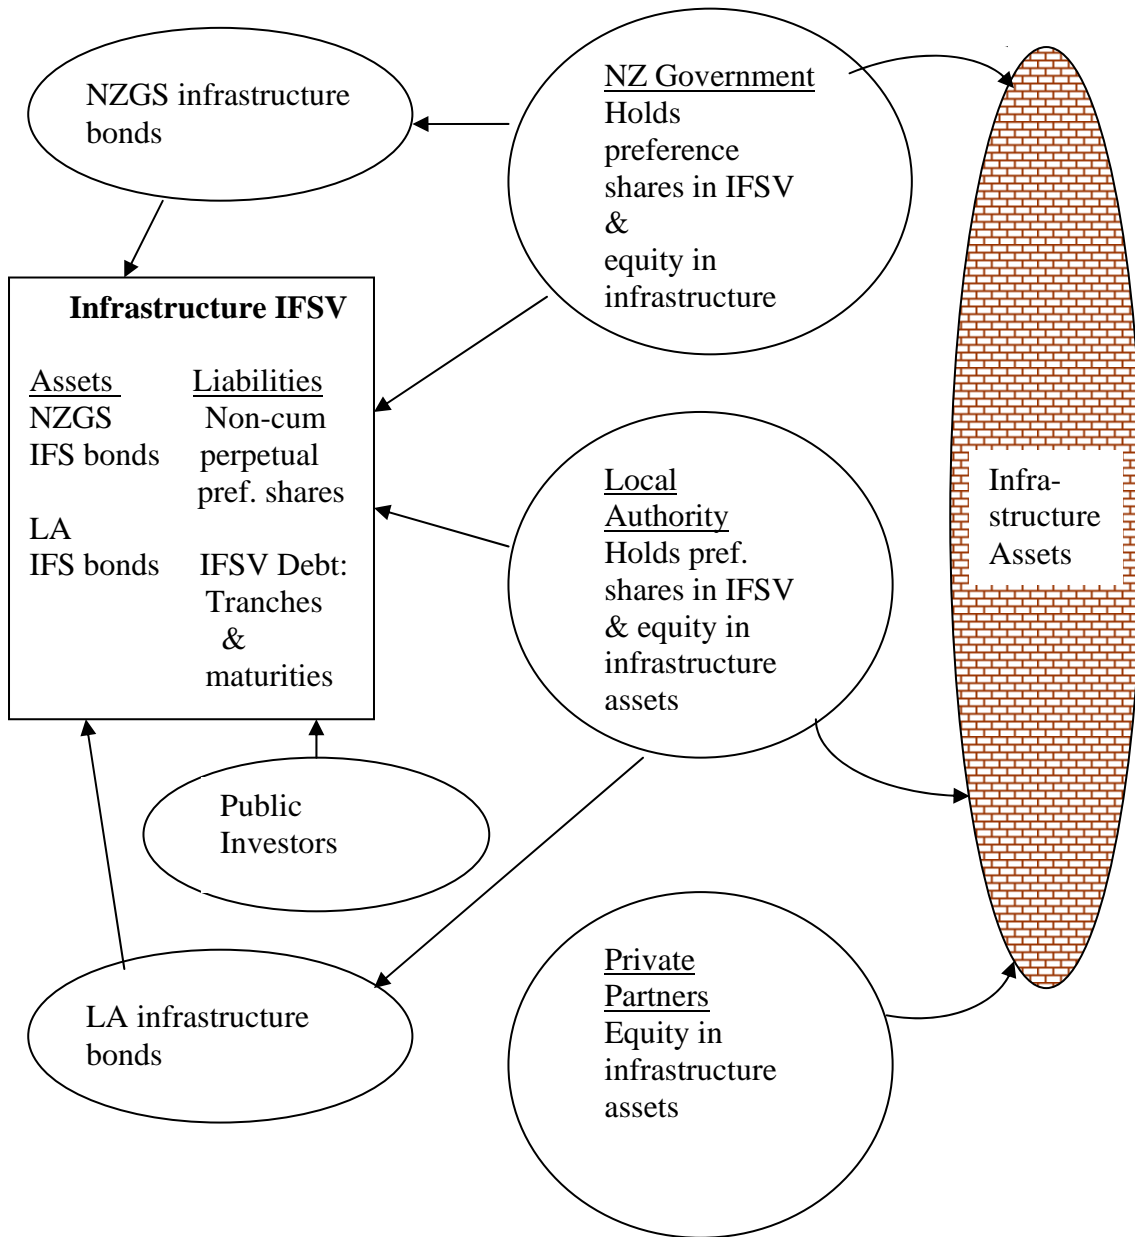 NZGS infrastructure
bonds
NZ Government
Holds
preference
shares in IFSV
&
equity in
infrastructure
Infrastructure IFSV
Assets
NZGS
IFS bonds
LA
IFS bonds
Liabilities
Non-cum
perpetual
pref. shares
IFSV Debt:
Tranches
&
maturities
Local
Authority
Holds pref.
shares in IFSV
& equity in
infrastructure
assets
Infra-
structure
Assets
Public
Investors
LA infrastructure
bonds
Private
Partners
Equity in
infrastructure
assets